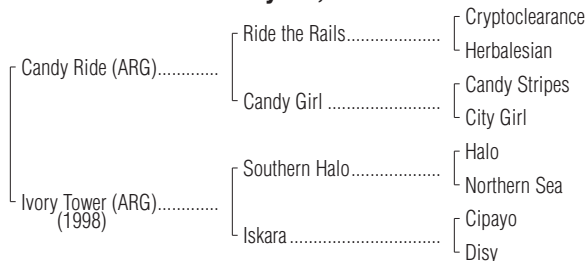 Cryptoclearance
Ride the Rails
Herbalesian
Candy Ride (ARG)
Candy Stripes
Candy Girl
City Girl
Halo
Southern Halo
Northern Sea
Ivory Tower (ARG)
(1998)
Cipayo
Iskara
Disy